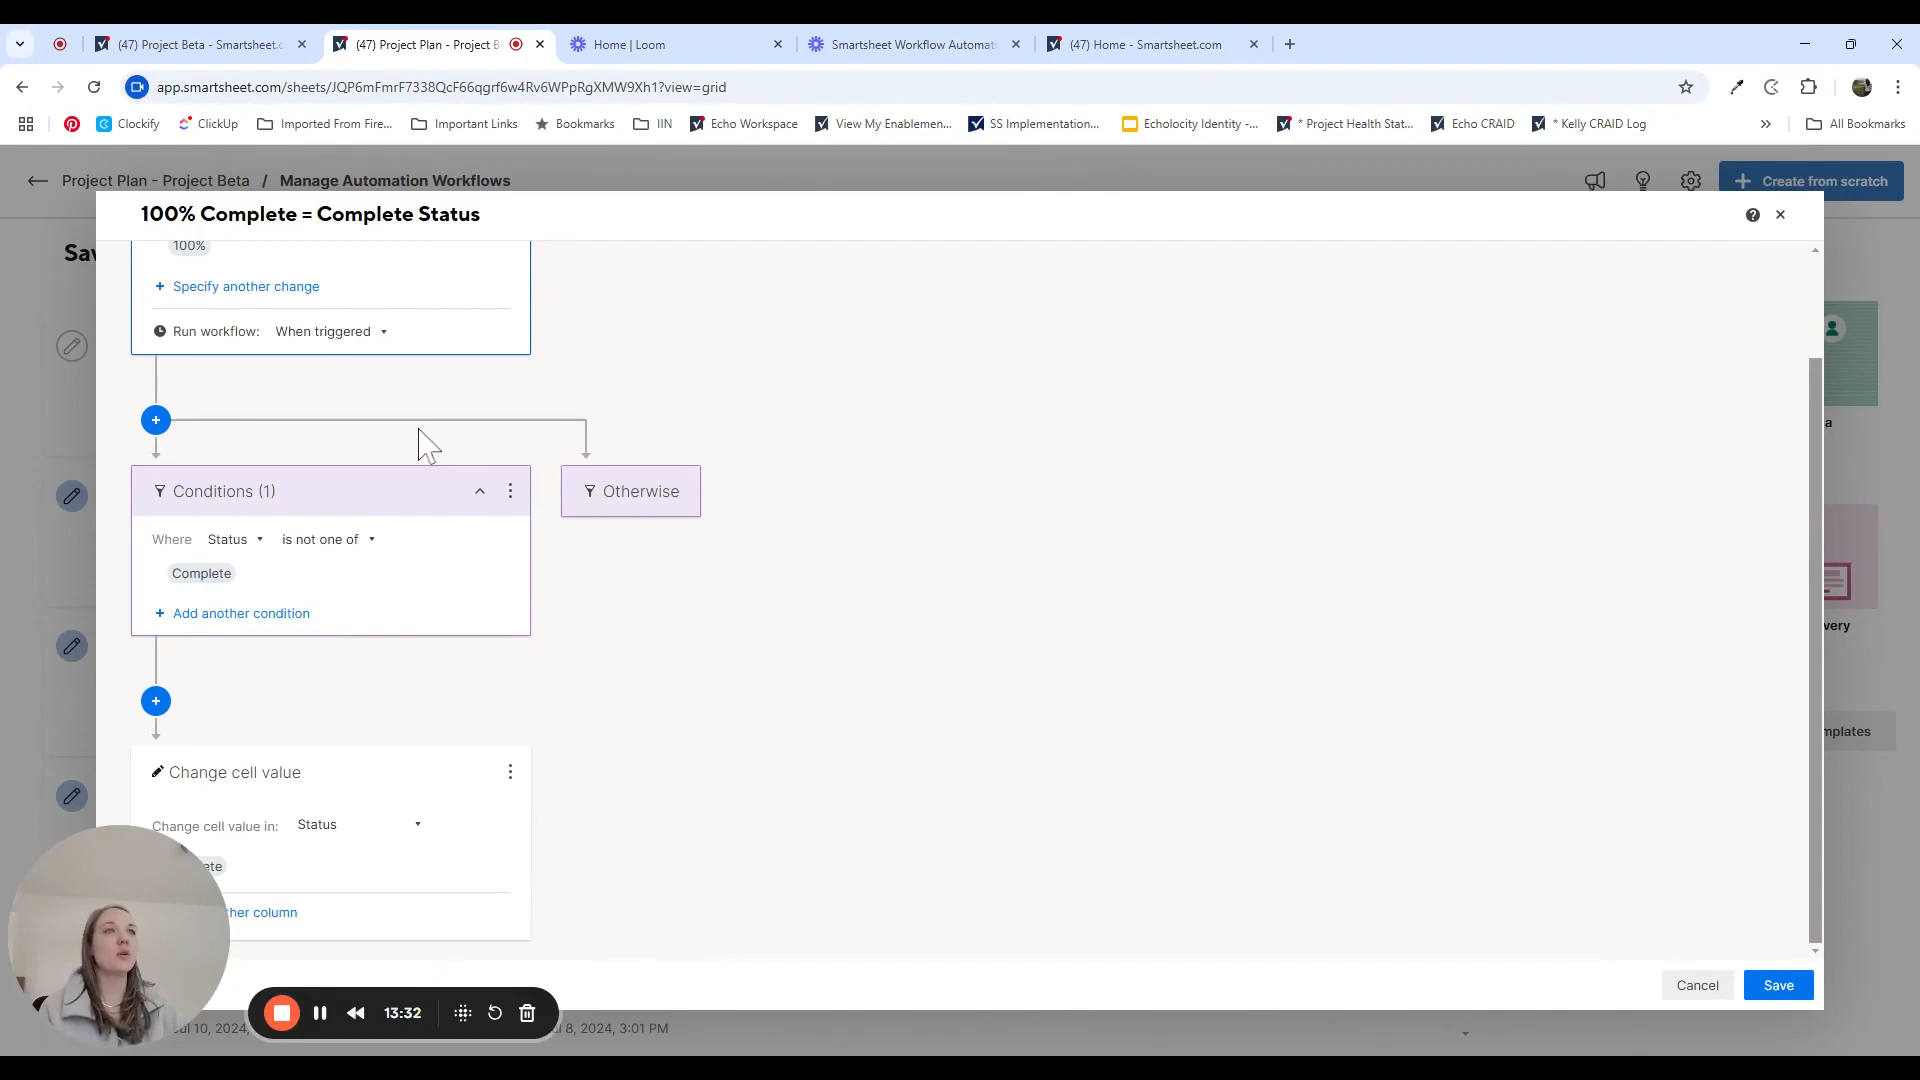 (47) Project Beta - Smartsheet.c
(47) Project Plan - Project B
Home | Loom
Smartsheet Workflow Automati
(47) Home - Smartsheet.com
app.smartsheet.com/sheets/JQP6mFmrF7338QcF66qgrf6w4Rv6WPpRgXMW9Xh1?view=grid
Clockify
ClickUp
Imported From Fire...
Important Links
Bookmarks
IIN
Echo Workspace
View My Enablemen...
SS Implementation...
Echolocity Identity -...
* Project Health Stat...
Echo CRAID
* Kelly CRAID Log
All Bookmarks
Project Plan - Project Beta / Manage Automation Workflows
Create from scratch
100% Complete = Complete Status
Sav
100%
Specify another change
Run workflow: When triggered
Conditions (1)
Otherwise
Where Status is not one of
Complete
Add another condition
Change cell value
Change cell value in: Status
ete
her column
a
very
mplates
Cancel
Save
13:32
Jul 10, 2024,
8, 2024, 3:01 PM